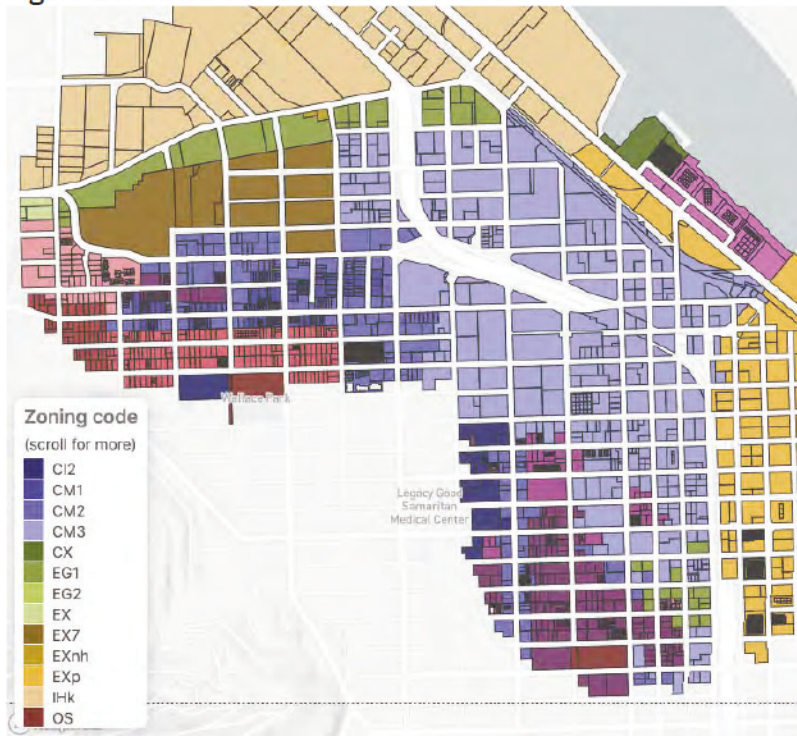 Wallace Park
Legacy Good
Samaritan
Medical Center
Zoning code
(scroll for more)
CI2
CM1
CM2
CM3
CX
EG1
EG2
EX
EX7
EXnh
EXp
IHk
OS